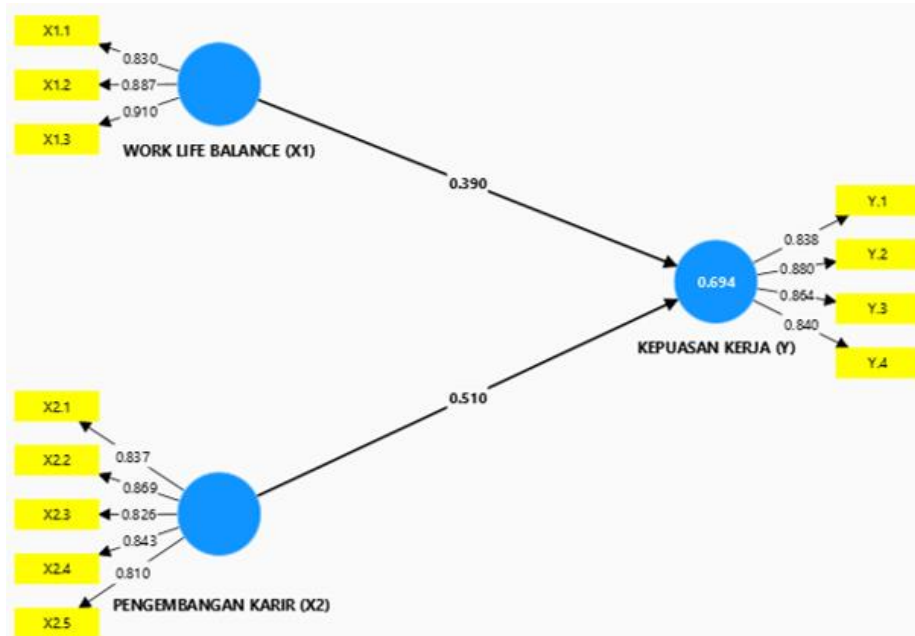 X1.1
0.830
X1.2
0.887
X1.3
0.910
WORK LIFE BALANCE (X1)
0.390
Y.1
0.838
Y.2
0.880
0.694
0.864
Y.3
0.840
KEPUASAN KERJA (Y)
Y.4
0.510
X2.1
0.837
X2.2
0.869
X2.3
0.826
0.843
X2.4
0.810
PENGEMBANGAN KARIR (X2)
X2.5